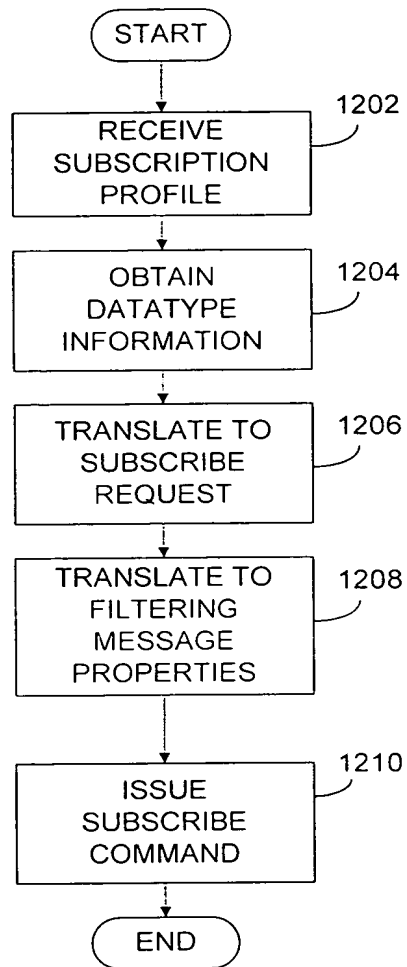 START
1202
RECEIVE
SUBSCRIPTION
PROFILE
1204
OBTAIN
DATATYPE
INFORMATION
1206
TRANSLATE TO
SUBSCRIBE
REQUEST
1208
TRANSLATE TO
FILTERING
MESSAGE
PROPERTIES
1210
ISSUE
SUBSCRIBE
COMMAND
END